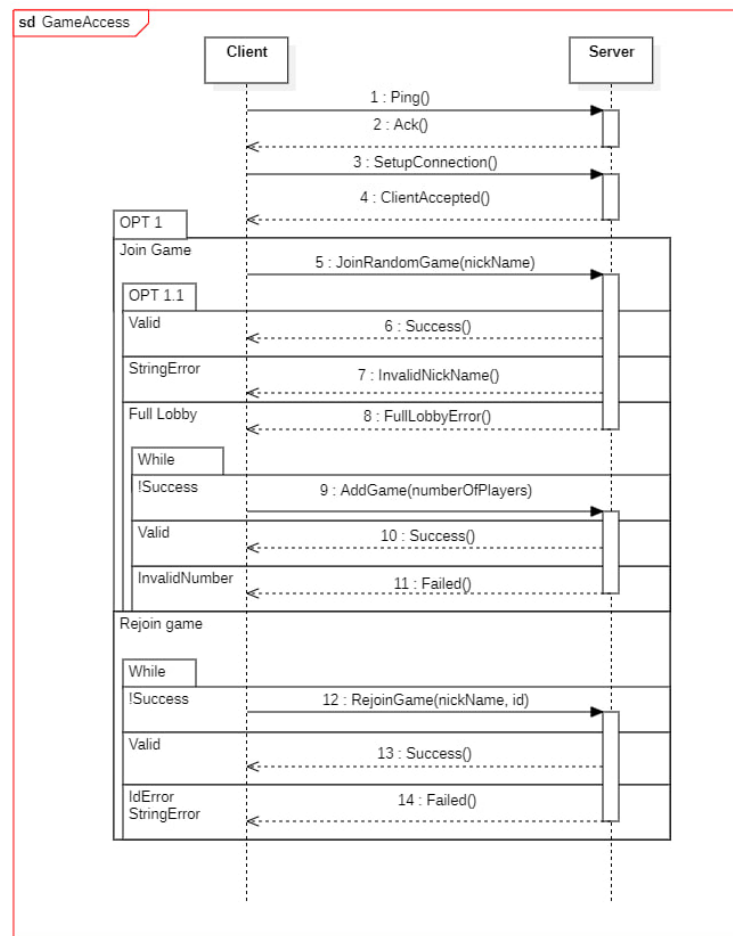 sd GameAccess
Client
Server
1 : Ping()
2 : Ack()
3 : SetupConnection()
4 : ClientAccepted()
OPT 1
Join Game
5 : JoinRandomGame(nickName)
OPT 1.1
Valid
6 : Success()
StringError
7 : InvalidNickName()
Full Lobby
8 : FullLobbyError()
While
!Success
9 : AddGame(numberOfPlayers)
Valid
10 : Success()
InvalidNumber
11 : Failed()
Rejoin game
While
!Success
12 : RejoinGame(nickName, id)
Valid
13 : Success()
IdError
StringError
14 : Failed()